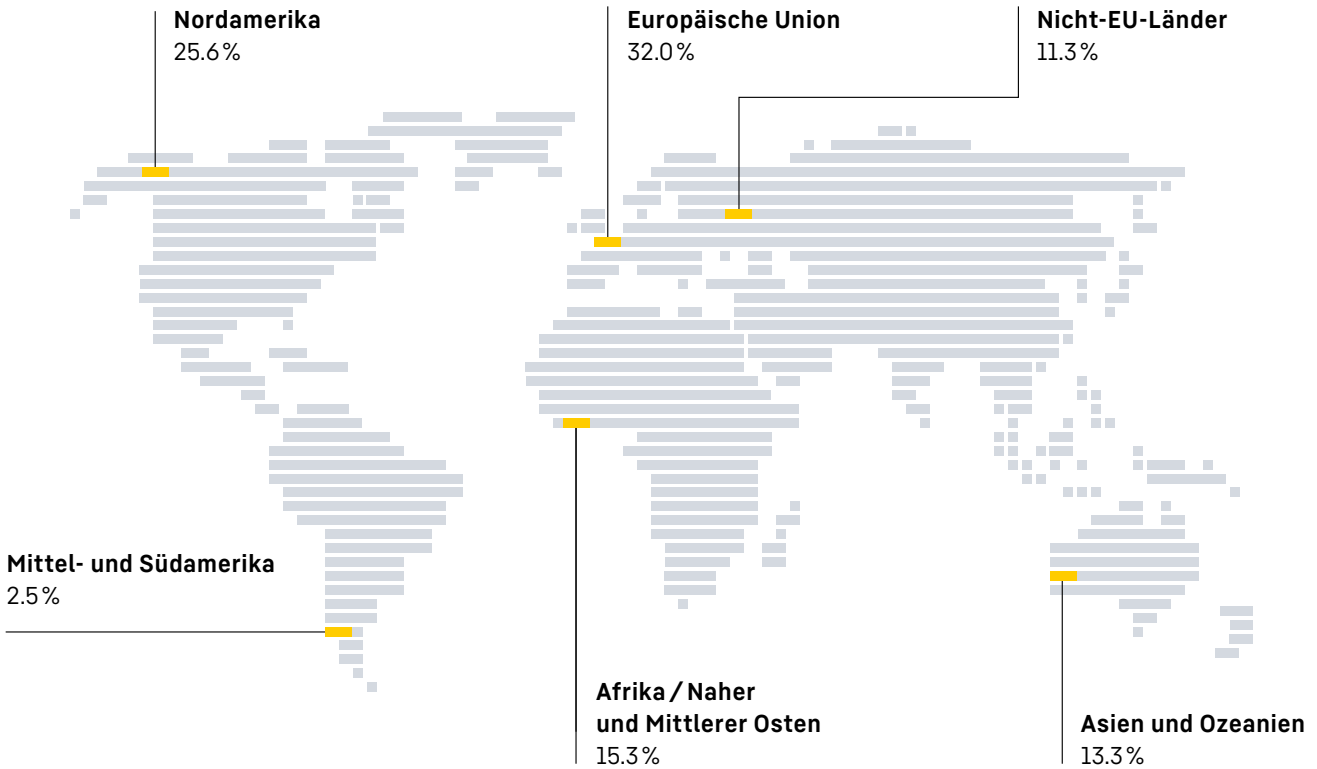 Nordamerika
25.6 %
Europäische Union
32.0 %
Nicht-EU-Länder
11.3 %
Mittel- und Südamerika
2.5 %
Afrika / Naher
und Mittlerer Osten
15.3 %
Asien und Ozeanien
13.3 %